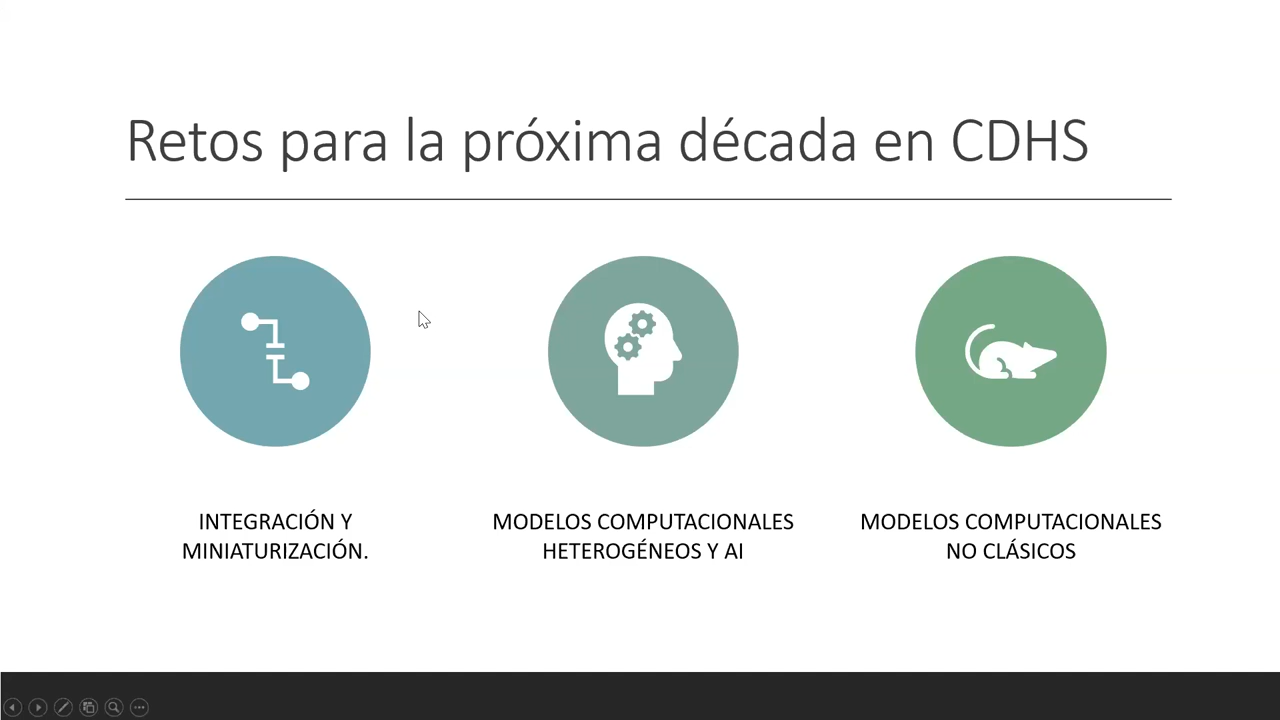 Retos para la próxima década en CDHS
INTEGRACIÓN Y
MINIATURIZACIÓN.
MODELOS COMPUTACIONALES
HETEROGÉNEOS Y AI
MODELOS COMPUTACIONALES
NO CLÁSICOS